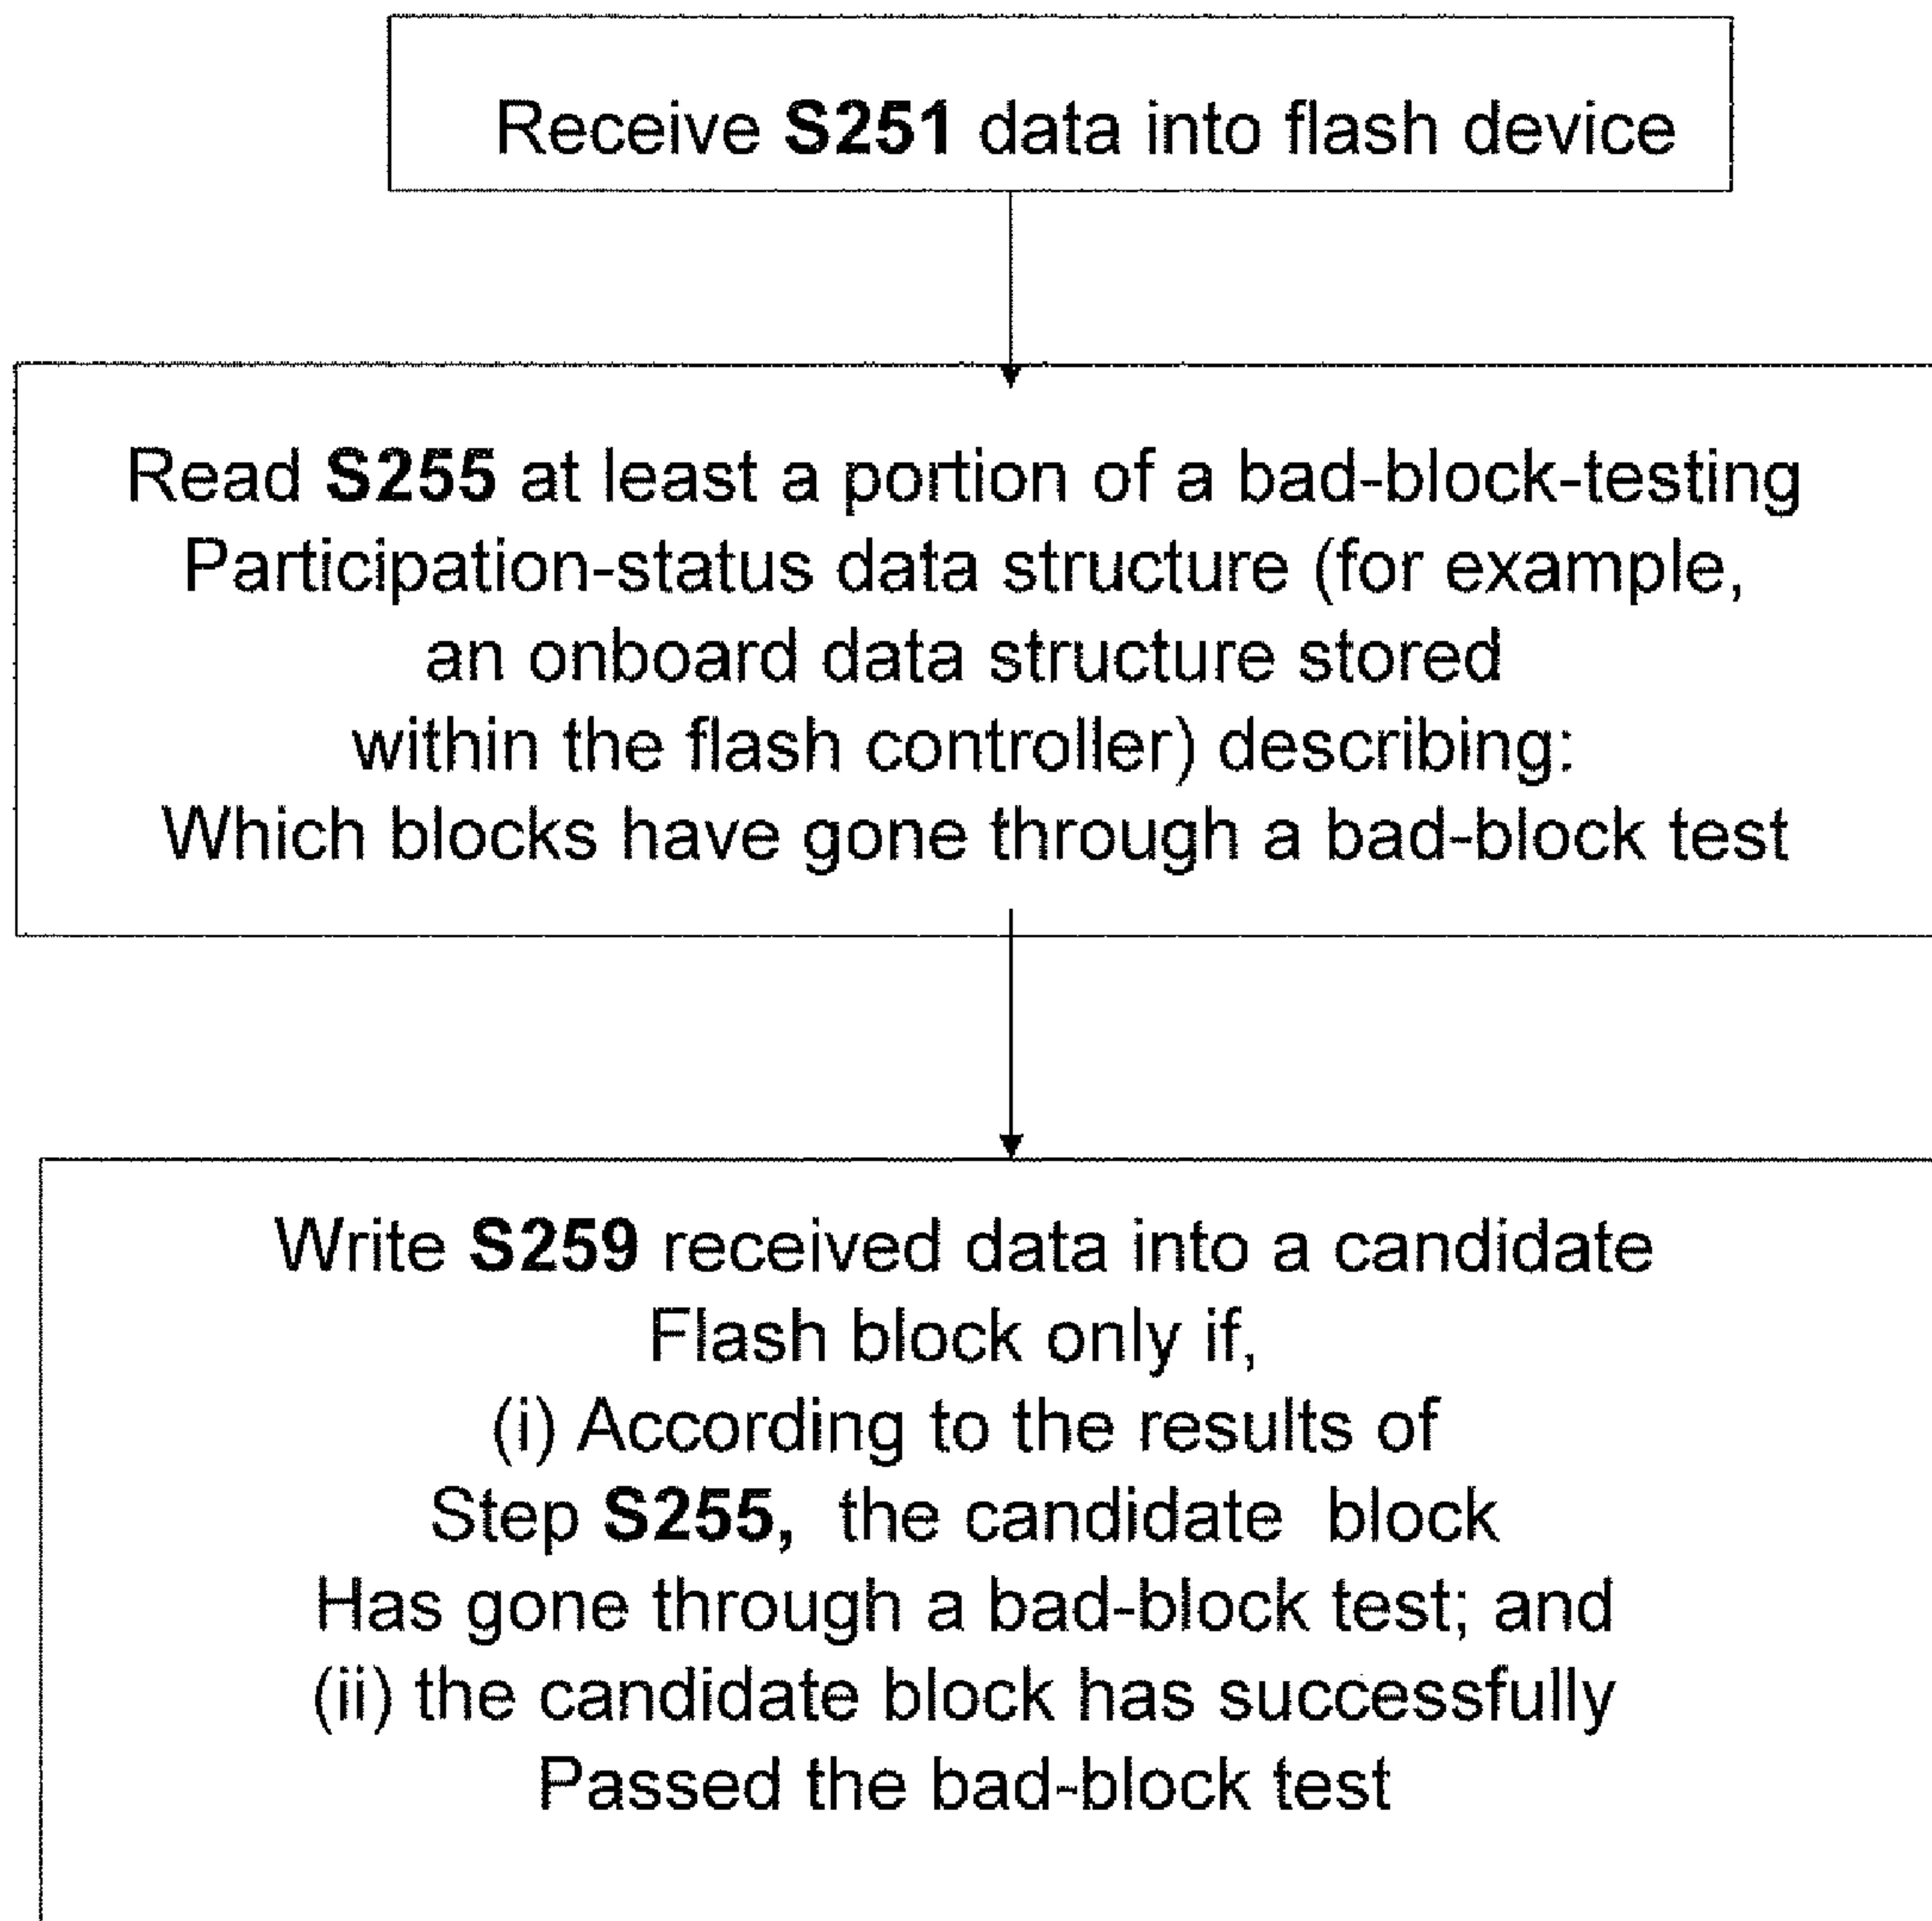 Receive S251 data into flash device
Read S255 at least a portion of a bad-block-testing
Participation-status data structure (for example,
an onboard data structure stored
within the flash controller) describing:
Which blocks have gone through a bad-block test
Write S259 received data into a candidate
Flash block only if,
(i) According to the results of
Step S255, the candidate block
Has gone through a bad-block test; and
(ii) the candidate block has successfully
Passed the bad-block test